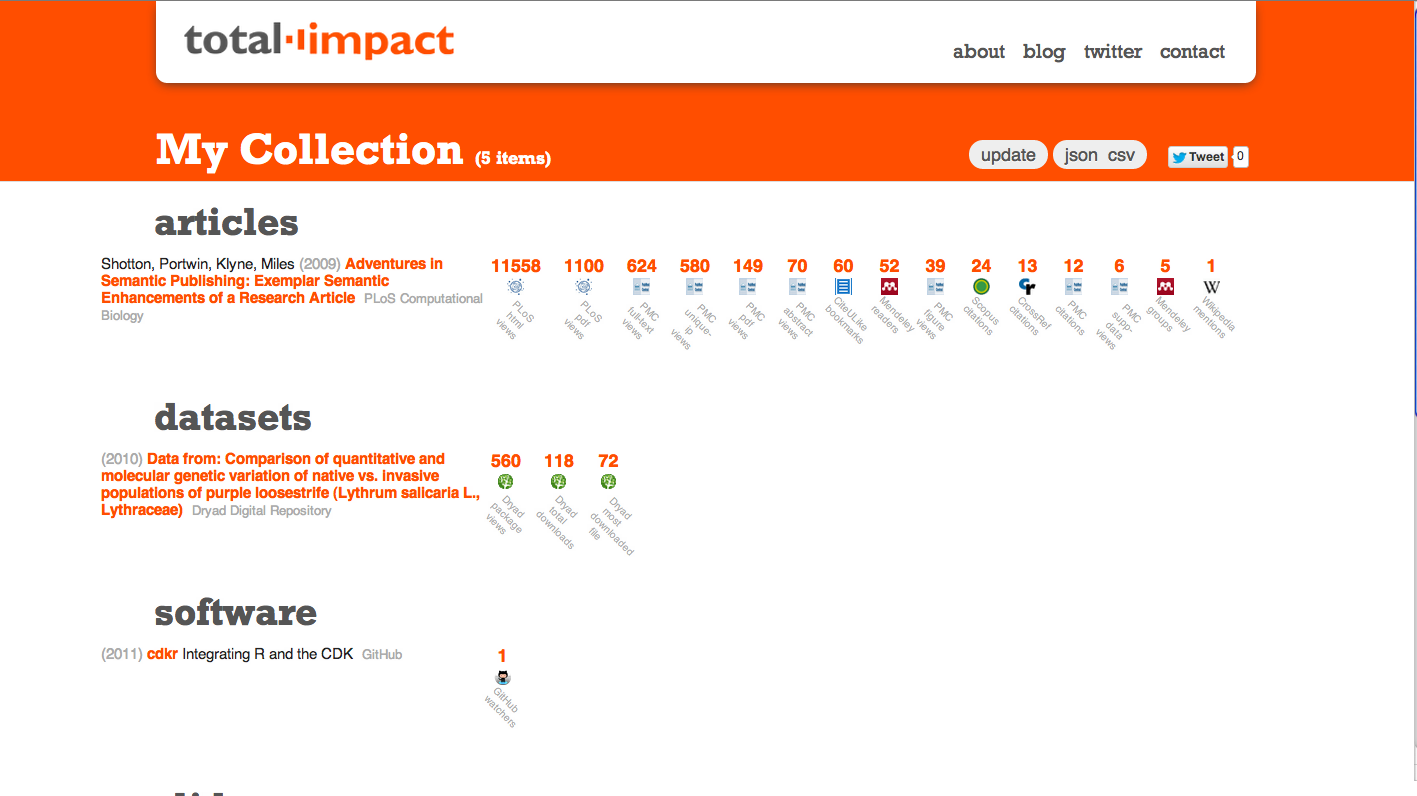 total impact
about blog twitter contact
My Collection (5 items)
update json csv Tweet 0
articles
Shotton, Portwin, Klyne, Miles (2009) Adventures in
Semantic Publishing: Exemplar Semantic
Enhancements of a Research Article PLoS Computational
Biology
11558 1100 624 580 149 70 60 52 39 24 13 12 6 5 1
PLoS html views
PLoS pdf views
PMC full-text views
PMC unique-ip views
PMC pdf views
PMC abstract views
CiteULike bookmarks
Mendeley readers
PMC figure views
Scopus citations
CrossRef citations
PMC citations
PMC supp-data views
Mendeley groups
Wikipedia mentions
datasets
(2010) Data from: Comparison of quantitative and
molecular genetic variation of native vs. invasive
populations of purple loosestrife (Lythrum salicaria L.,
Lythraceae) Dryad Digital Repository
560 118 72
Dryad package views
Dryad total downloads
Dryad most downloaded file
software
(2011) cdkr Integrating R and the CDK GitHub
1
GitHub watchers